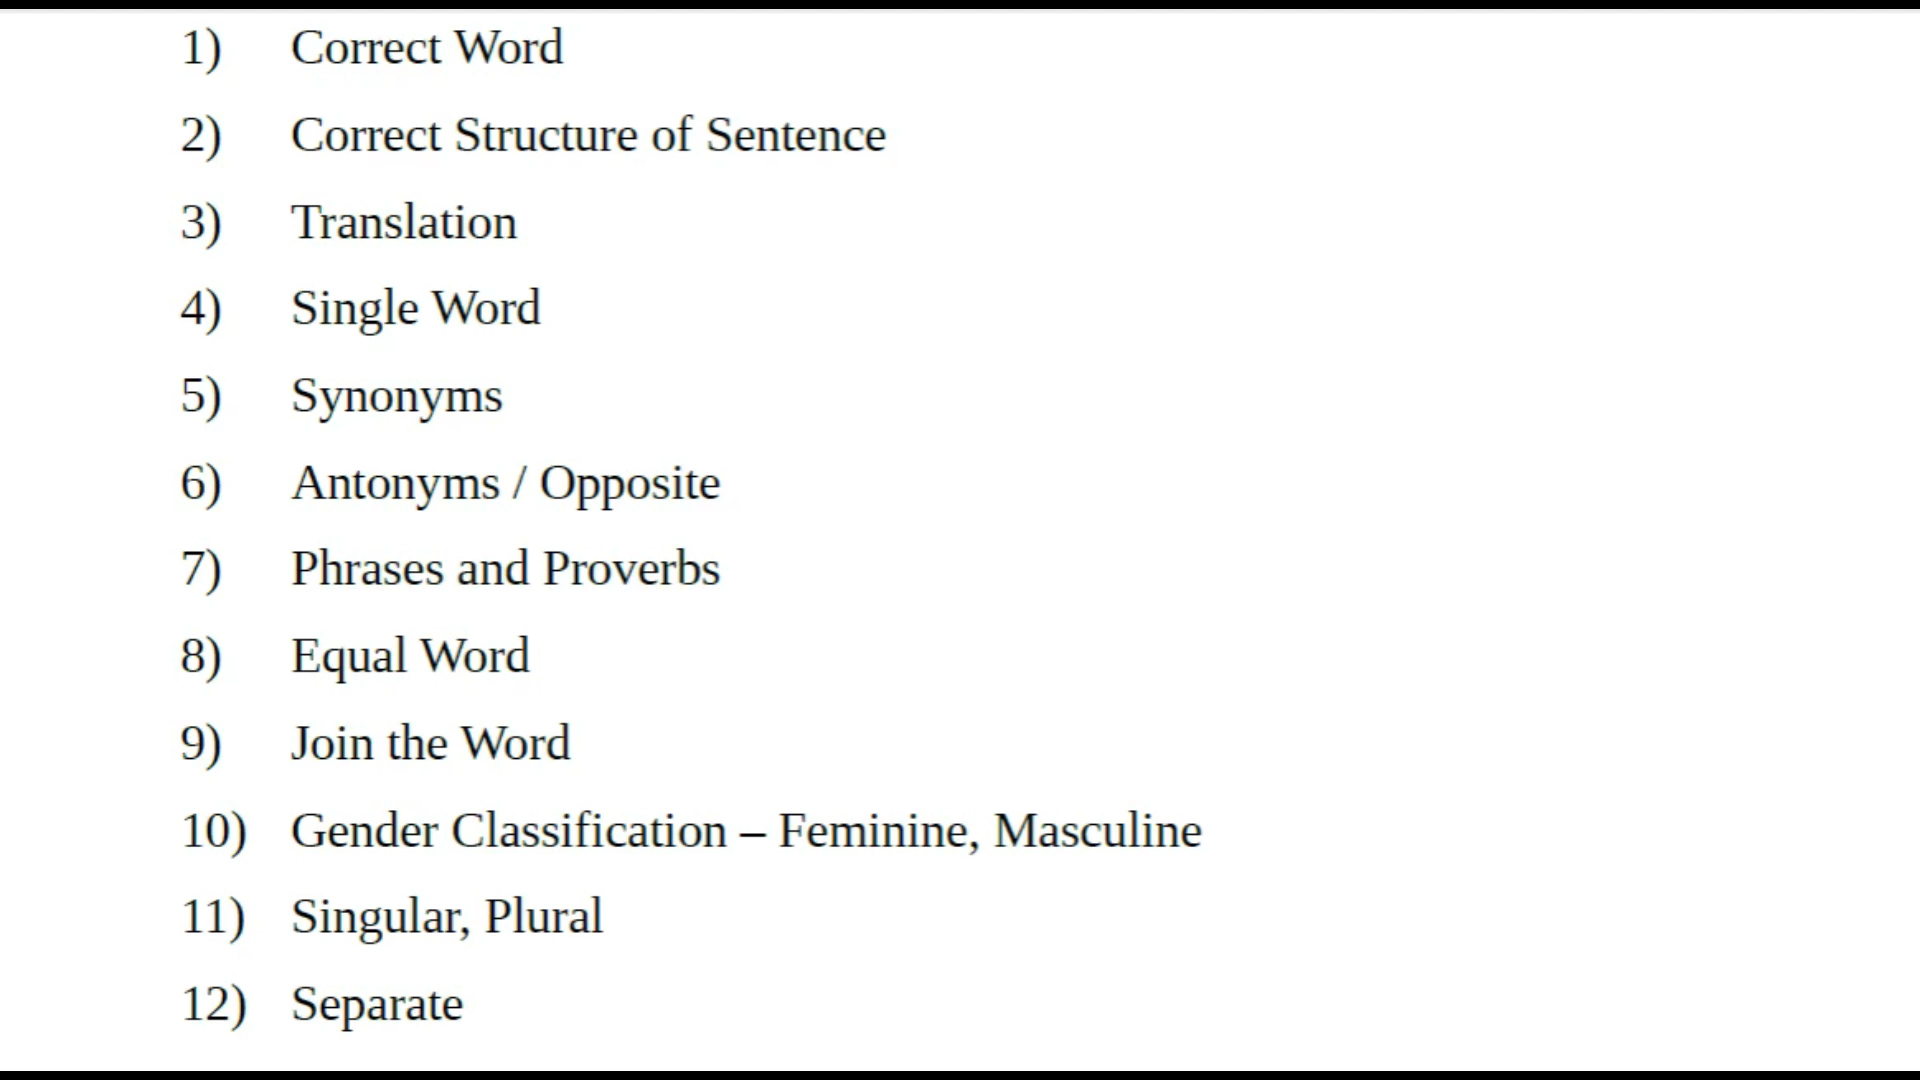 1) Correct Word
2) Correct Structure of Sentence
3) Translation
4) Single Word
5) Synonyms
6) Antonyms / Opposite
7) Phrases and Proverbs
8) Equal Word
9) Join the Word
10) Gender Classification – Feminine, Masculine
11) Singular, Plural
12) Separate